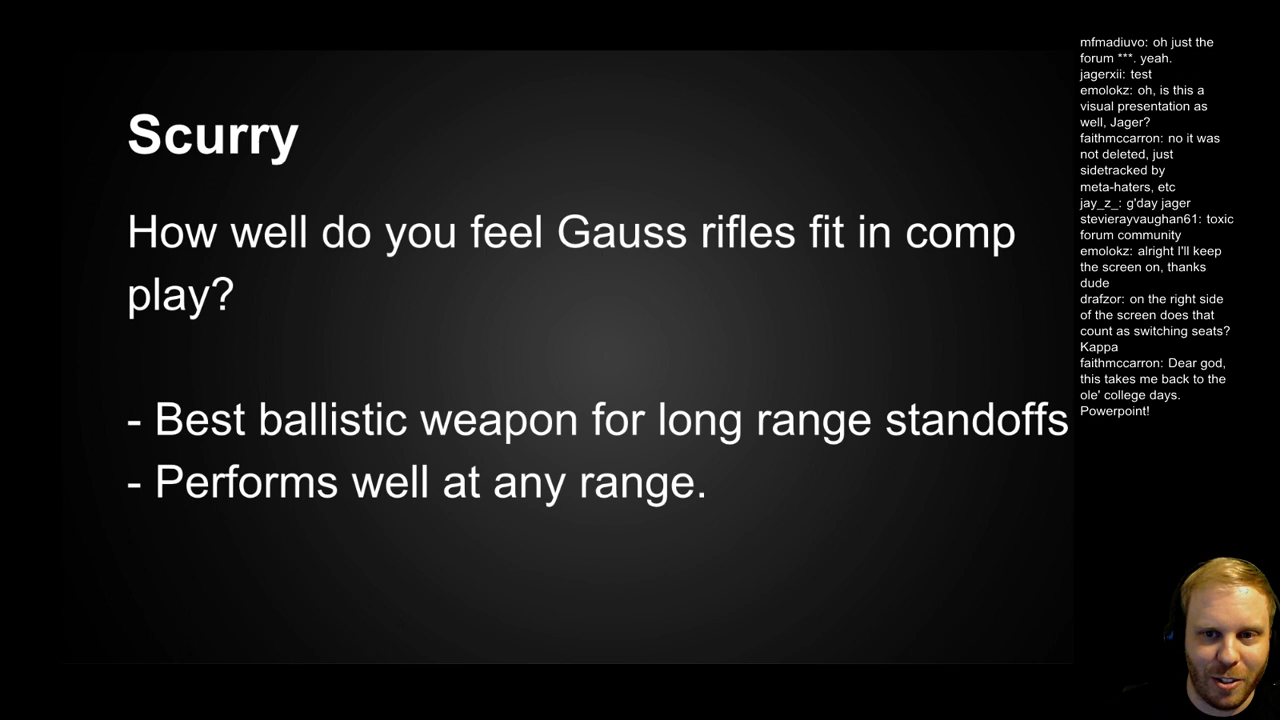 Scurry
How well do you feel Gauss rifles fit in comp
play?
- Best ballistic weapon for long range standoffs
- Performs well at any range.
mfmadiuvo: oh just the
forum ***. yeah.
jagerxii: test
emolokz: oh, is this a
visual presentation as
well, Jager?
faithmccarron: no it was
not deleted, just
sidetracked by
meta-haters, etc
jay_z_: g'day jager
stevierayvaughan61: toxic
forum community
emolokz: alright I'll keep
the screen on, thanks
dude
drafzor: on the right side
of the screen does that
count as switching seats?
Kappa
faithmccarron: Dear god,
this takes me back to the
ole' college days.
Powerpoint!